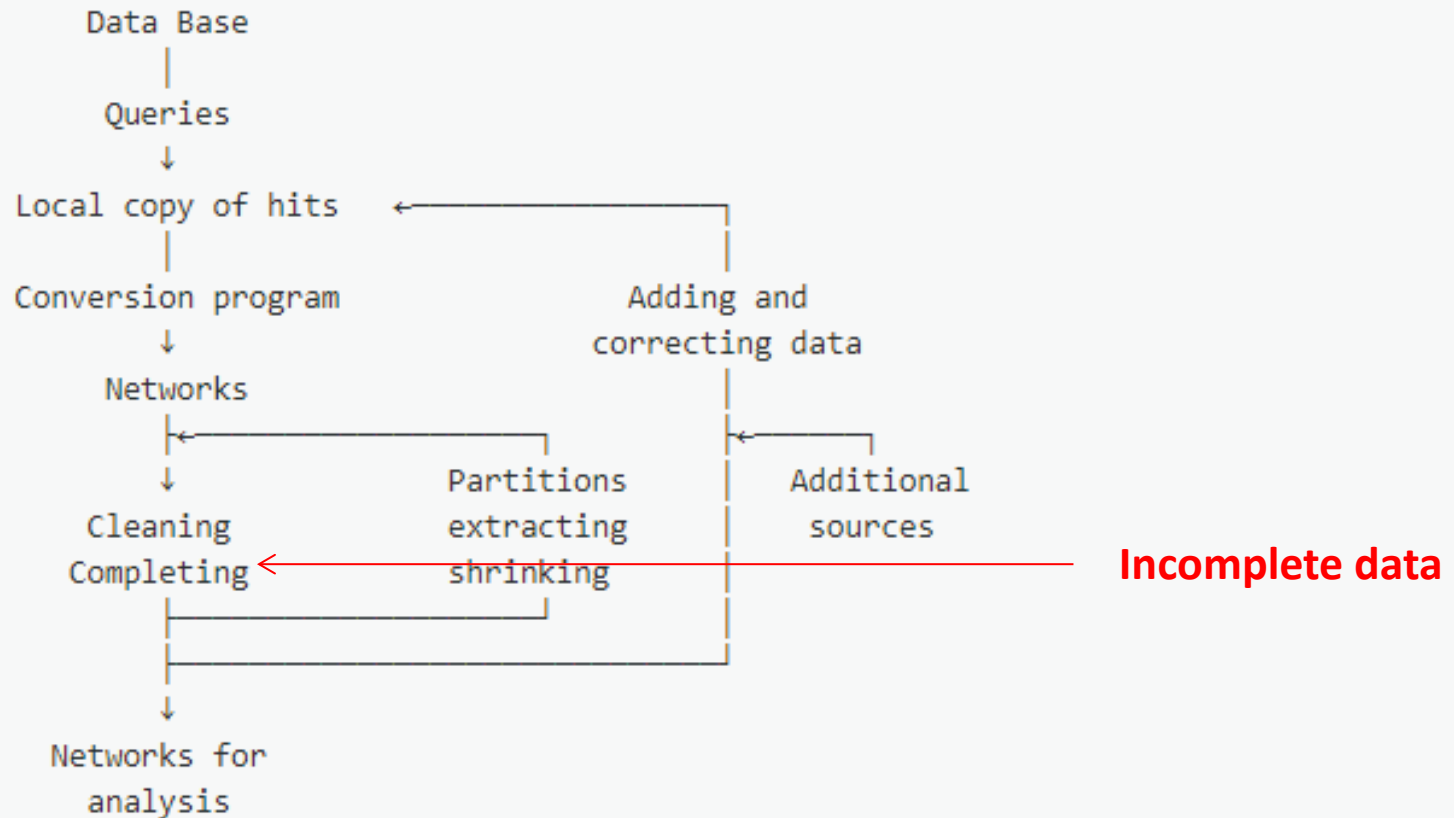 Data Base
Queries
Local copy of hits
Conversion program
Adding and
correcting data
Networks
Partitions
extracting
shrinking
Additional
sources
Cleaning
Completing
Incomplete data
Networks for
analysis